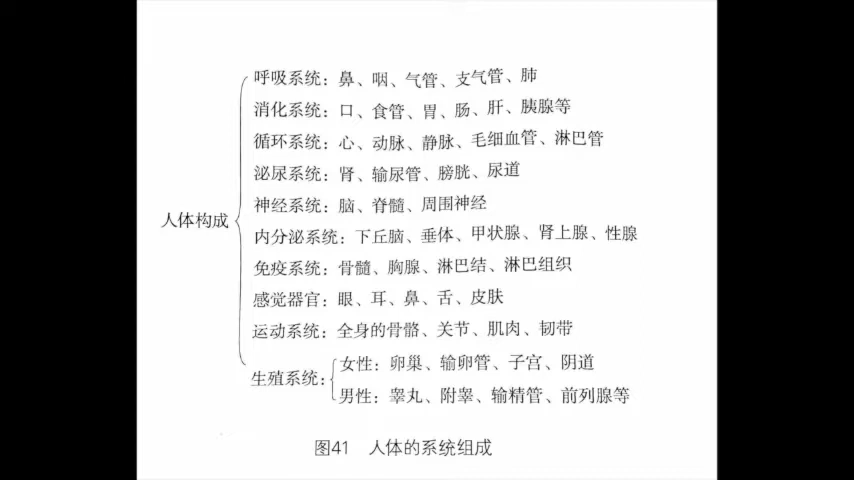 呼吸系统：鼻、咽、气管、支气管、肺
消化系统：口、食管、胃、肠、肝、胰腺等
循环系统：心、动脉、静脉、毛细血管、淋巴管
泌尿系统：肾、输尿管、膀胱、尿道
神经系统：脑、脊髓、周围神经
人体构成
内分泌系统：下丘脑、垂体、甲状腺、肾上腺、性腺
免疫系统：骨髓、胸腺、淋巴结、淋巴组织
感觉器官：眼、耳、鼻、舌、皮肤
运动系统：全身的骨骼、关节、肌肉、韧带
生殖系统：
女性：卵巢、输卵管、子宫、阴道
男性：睾丸、附睾、输精管、前列腺等
图41 人体的系统组成